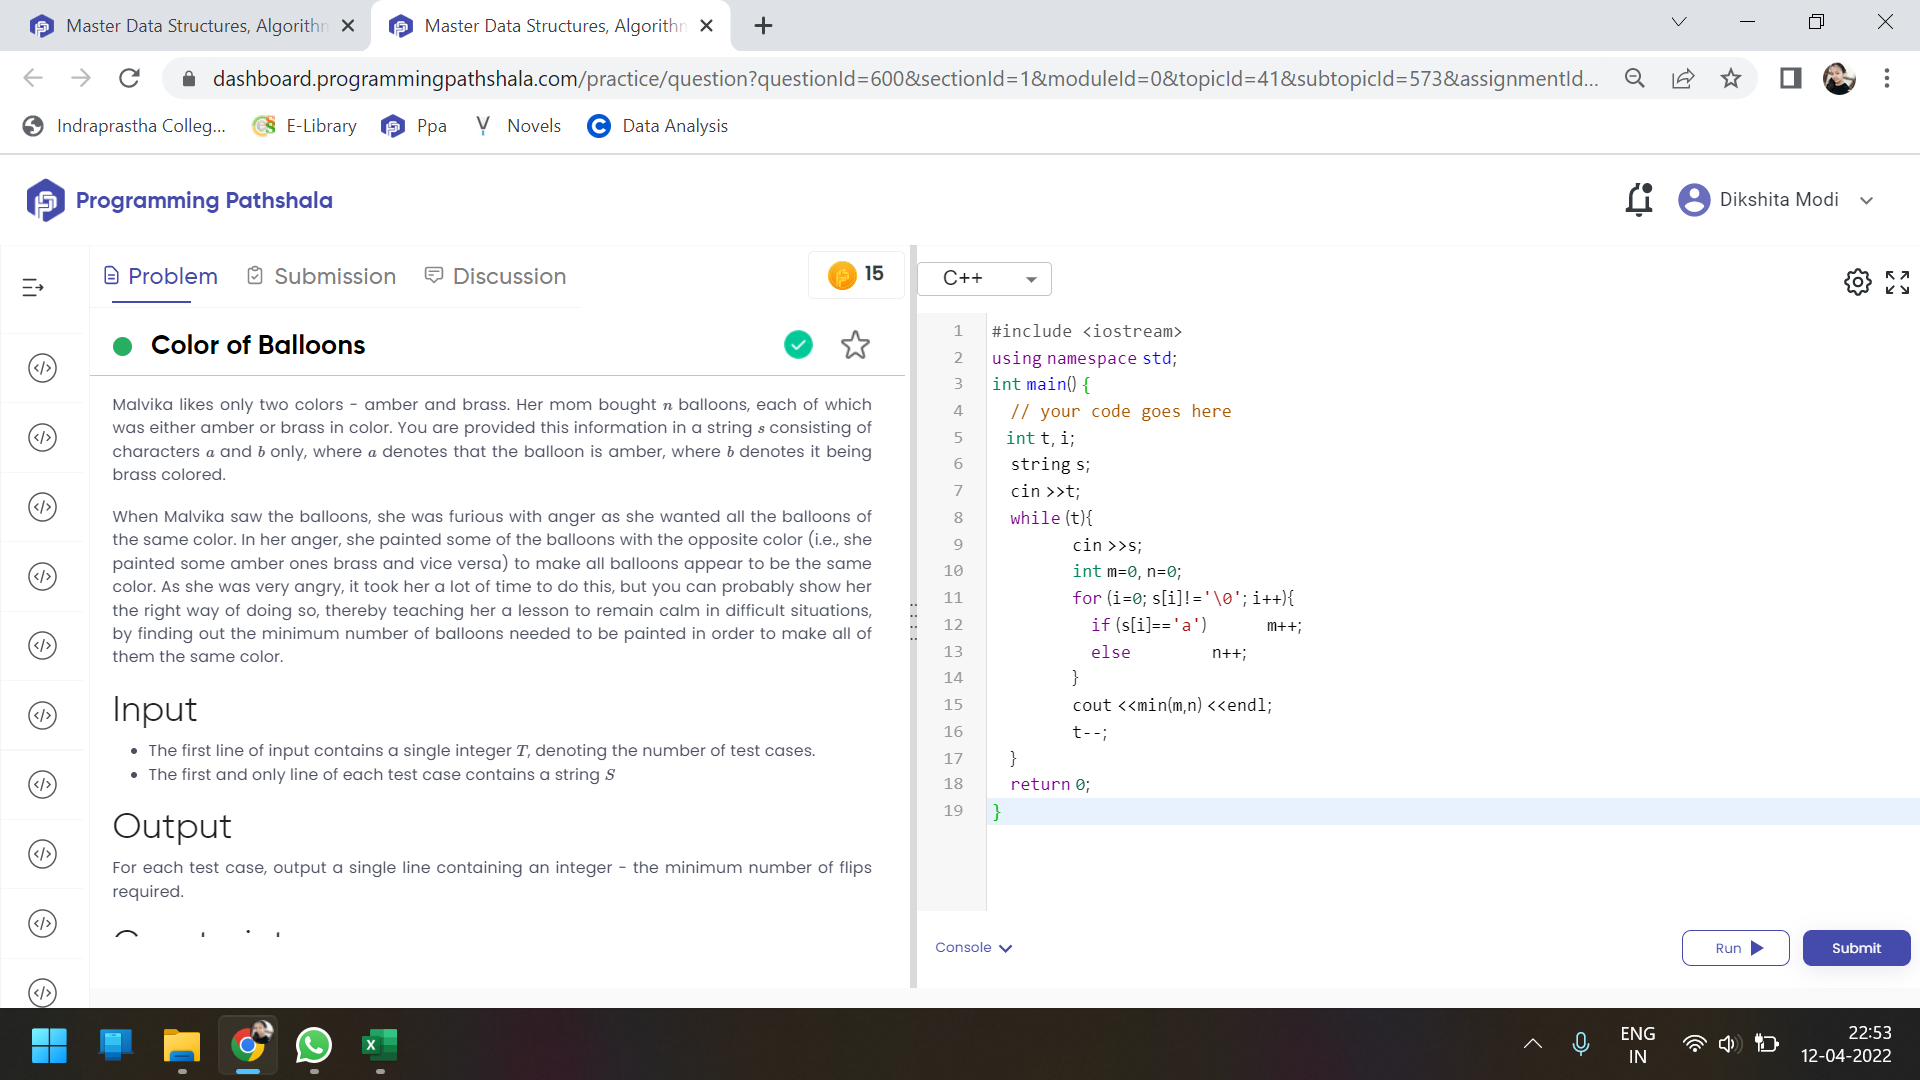 Master Data Structures, Algorithm
Master Data Structures, Algorithm
dashboard.programmingpathshala.com/practice/question?questionId=600&sectionId=1&moduleId=0&topicId=41&subtopicId=573&assignmentId...
Indraprastha Colleg... E-Library Ppa Novels Data Analysis
Programming Pathshala
Dikshita Modi
Problem Submission Discussion
15
C++
Color of Balloons
Malvika likes only two colors - amber and brass. Her mom bought n balloons, each of which
was either amber or brass in color. You are provided this information in a string s consisting of
characters a and b only, where a denotes that the balloon is amber, where b denotes it being
brass colored.
When Malvika saw the balloons, she was furious with anger as she wanted all the balloons of
the same color. In her anger, she painted some of the balloons with the opposite color (i.e., she
painted some amber ones brass and vice versa) to make all balloons appear to be the same
color. As she was very angry, it took her a lot of time to do this, but you can probably show her
the right way of doing so, thereby teaching her a lesson to remain calm in difficult situations,
by finding out the minimum number of balloons needed to be painted in order to make all of
them the same color.
Input
• The first line of input contains a single integer T, denoting the number of test cases.
• The first and only line of each test case contains a string S
Output
For each test case, output a single line containing an integer - the minimum number of flips
required.
1 #include <iostream>
2 using namespace std;
3 int main() {
4 // your code goes here
5 int t, i;
6 string s;
7 cin >>t;
8 while (t){
9 cin >>s;
10 int m=0, n=0;
11 for (i=0; s[i]!='\0'; i++){
12 if (s[i]=='a') m++;
13 else n++;
14 }
15 cout <<min(m,n) <<endl;
16 t--;
17 }
18 return 0;
19 }
Console
Run
Submit
ENG
IN
22:53
12-04-2022